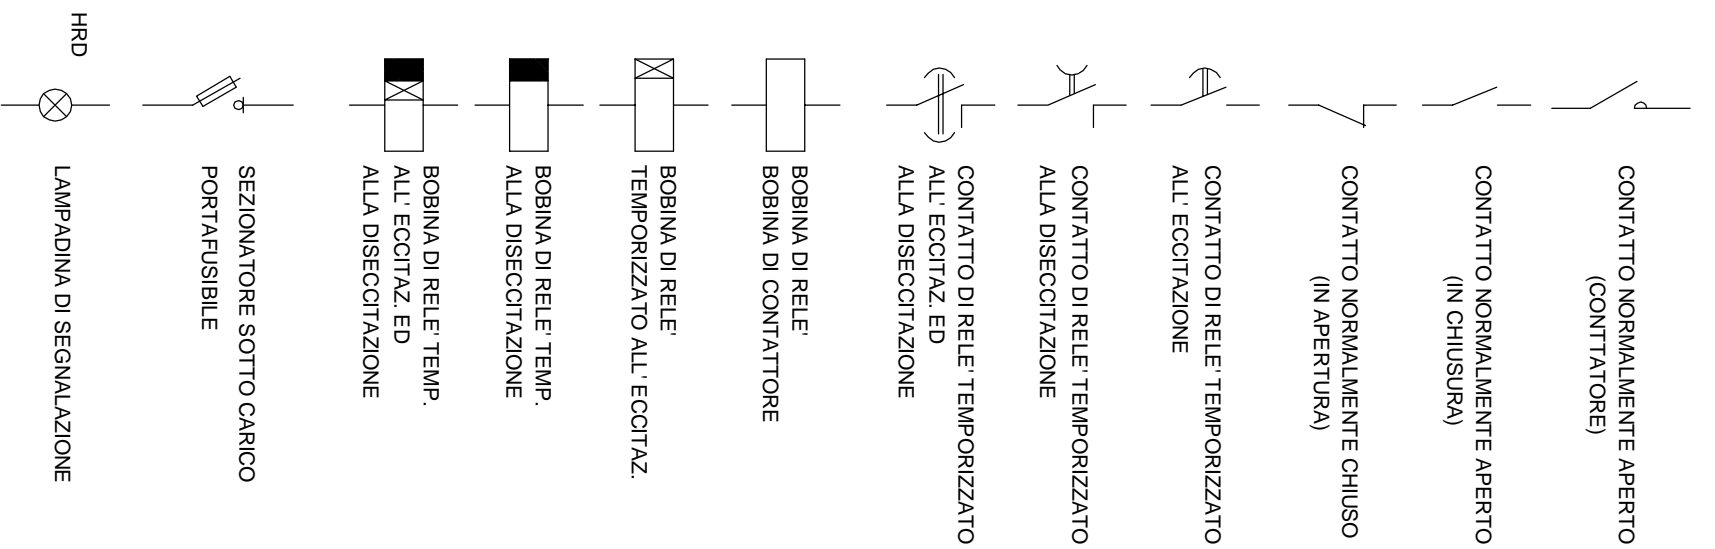 CONTATTO NORMALMENTE APERTO
(CONTTATORE)
CONTATTO NORMALMENTE APERTO
(IN CHIUSURA)
CONTATTO NORMALMENTE CHIUSO
(IN APERTURA)
CONTATTO DI RELE' TEMPORIZZATO
ALL' ECCITAZIONE
CONTATTO DI RELE' TEMPORIZZATO
ALLA DISECCITAZIONE
CONTATTO DI RELE' TEMPORIZZATO
ALL' ECCITAZ. ED
ALLA DISECCITAZIONE
BOBINA DI RELE'
BOBINA DI CONTATTORE
BOBINA DI RELE'
TEMPORIZZATO ALL' ECCITAZ.
BOBINA DI RELE' TEMP.
ALLA DISECCITAZIONE
BOBINA DI RELE' TEMP.
ALL' ECCITAZ. ED
ALLA DISECCITAZIONE
SEZIONATORE SOTTO CARICO
PORTAFUSIBILE
HRD
LAMPADINA DI SEGNALAZIONE